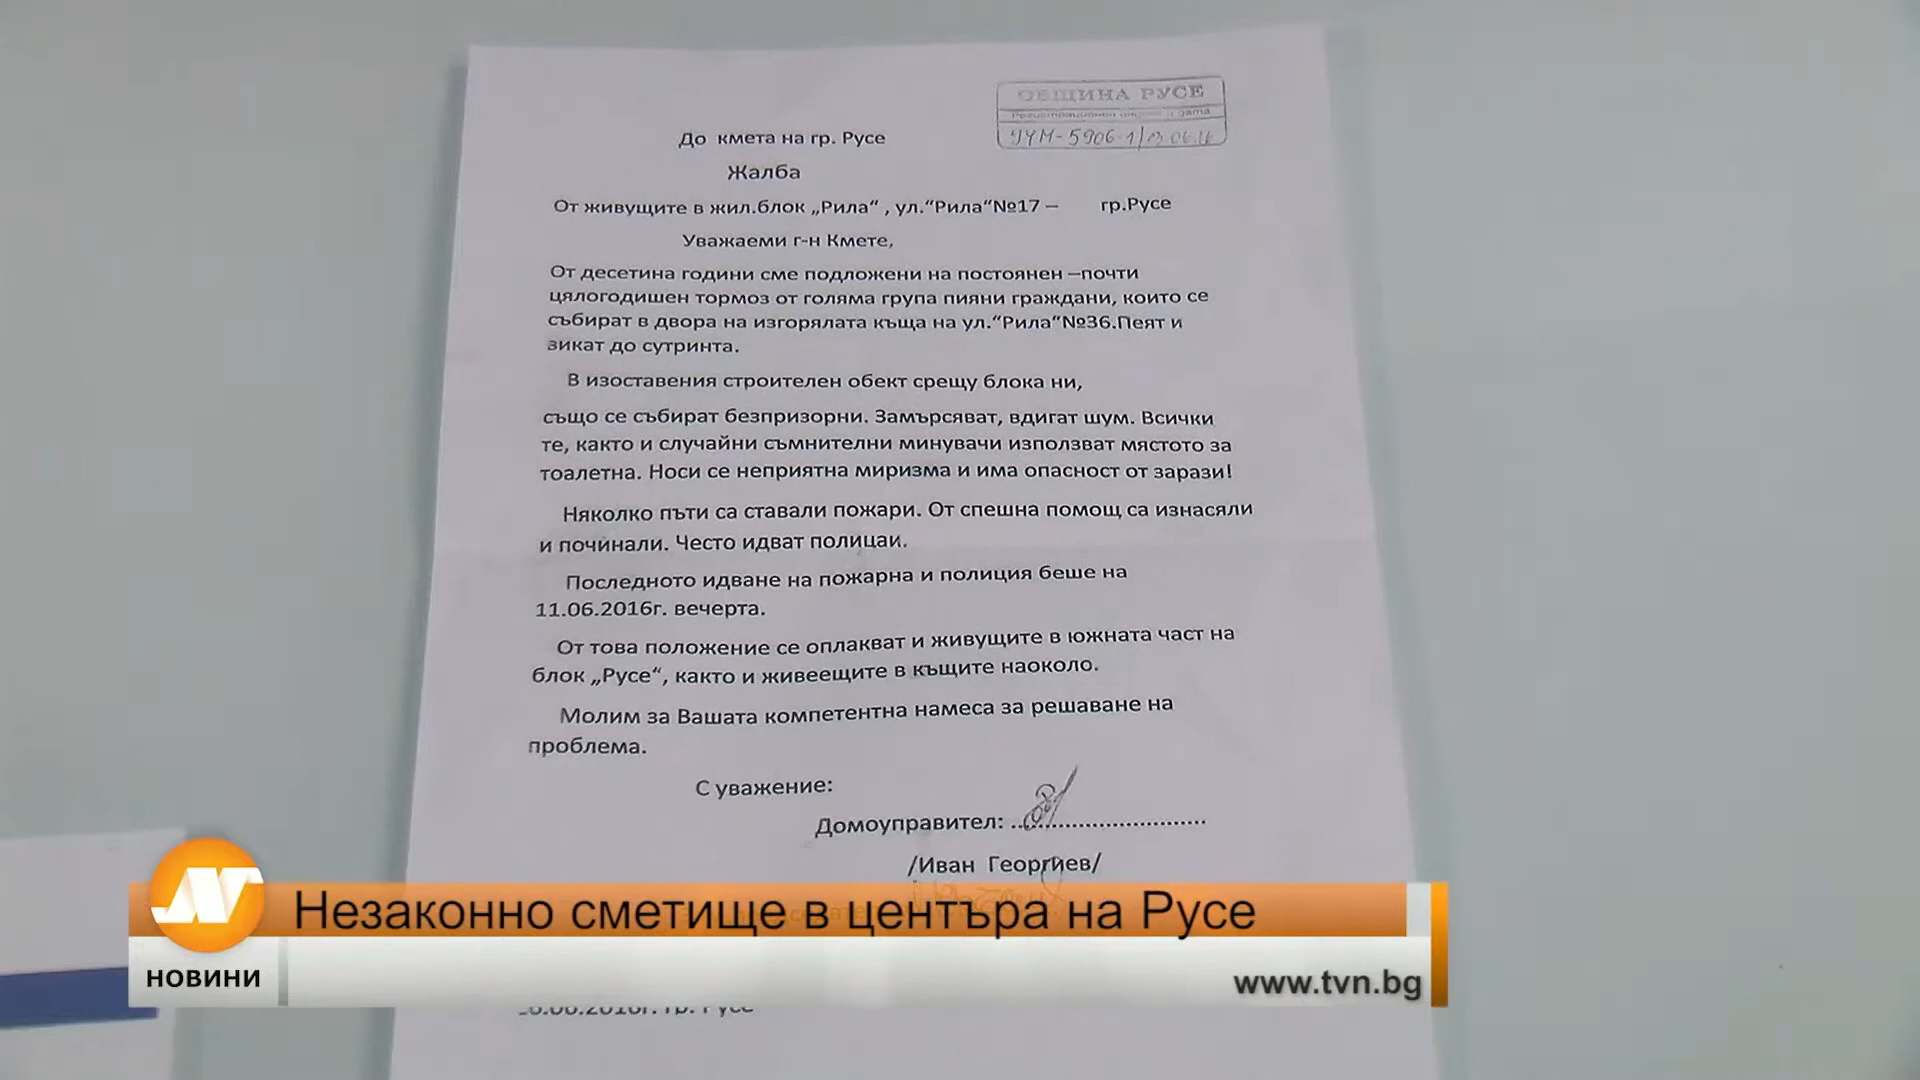 ОБЩИНА РУСЕ
До кмета на гр. Русе
Жалба
От живущите в жил.блок „Рила“ , ул.“Рила“№17 – гр.Русе
Уважаеми г-н Кмете,
От десетина години сме подложени на постоянен –почти
цялогодишен тормоз от голяма група пияни граждани, които се
събират в двора на изгорялата къща на ул.“Рила“№36.Пеят и
викат до сутринта.
В изоставения строителен обект срещу блока ни,
също се събират безпризорни. Замърсяват, вдигат шум. Всички
те, както и случайни съмнителни минувачи използват мястото за
тоалетна. Носи се неприятна миризма и има опасност от зарази!
Няколко пъти са ставали пожари. От спешна помощ са изнасяли
и починали. Често идват полицаи.
Последното идване на пожарна и полиция беше на
11.06.2016г. вечерта.
От това положение се оплакват и живущите в южната част на
блок „Русе“, както и живеещите в къщите наоколо.
Молим за Вашата компетентна намеса за решаване на
проблема.
С уважение:
Домоуправител: ................................
/Иван Георгиев/
Незаконно сметище в центъра на Русе
НОВИНИ
www.tvn.bg
гр. Русе